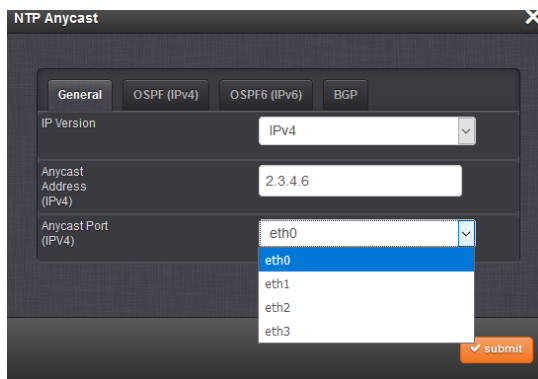 NTP Anycast
General OSPF (IPv4) OSPF6 (IPv6) BGP
IP Version
IPv4
Anycast
Address
(IPv4)
2.3.4.6
Anycast Port
(IPV4)
eth0
eth0
eth1
eth2
eth3
submit